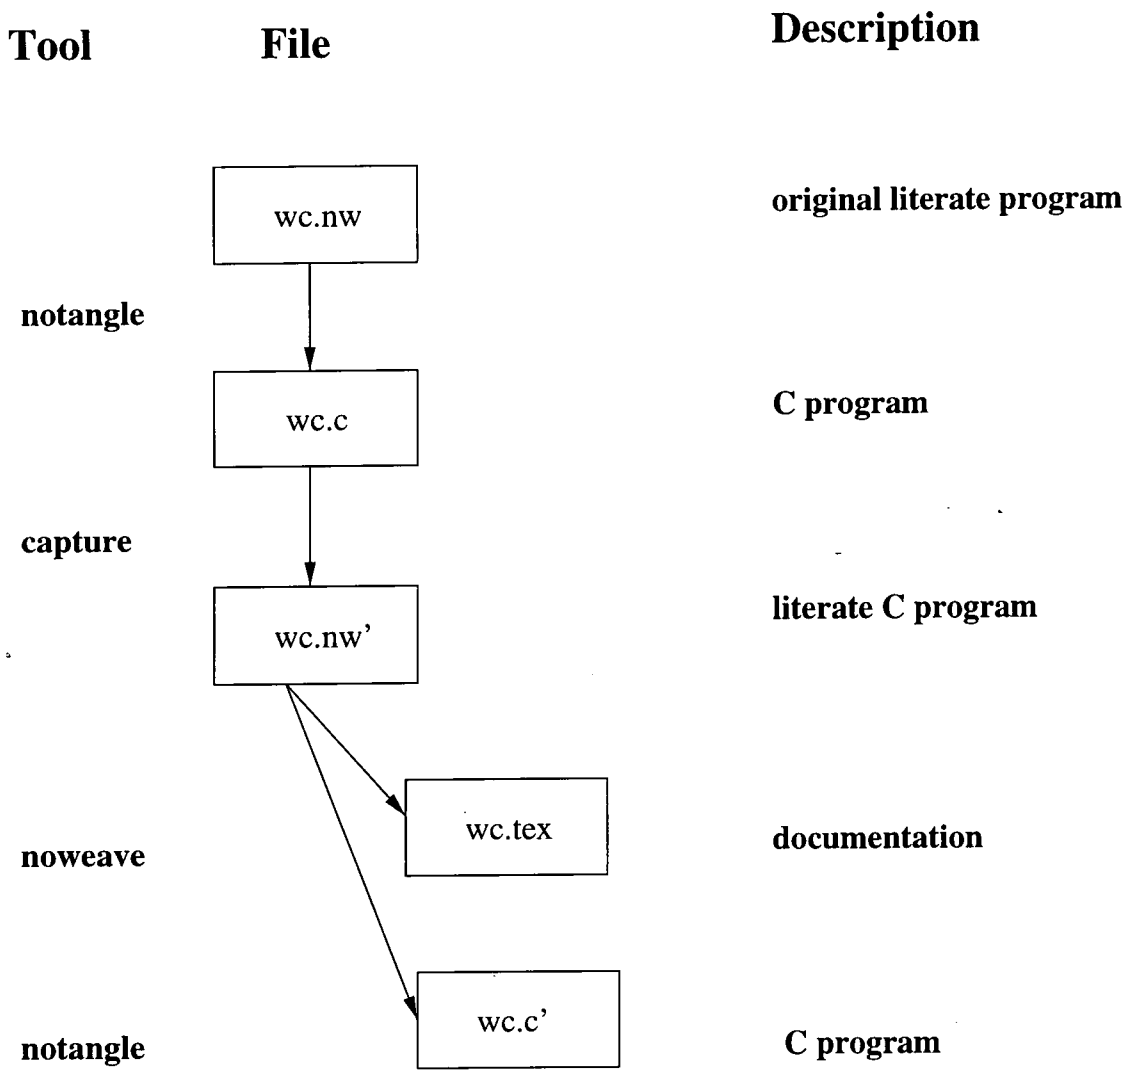 Tool File Description
wc.nw original literate program
notangle
wc.c C program
capture
wc.nw’ literate C program
wc.tex documentation
noweave
wc.c’ C program
notangle